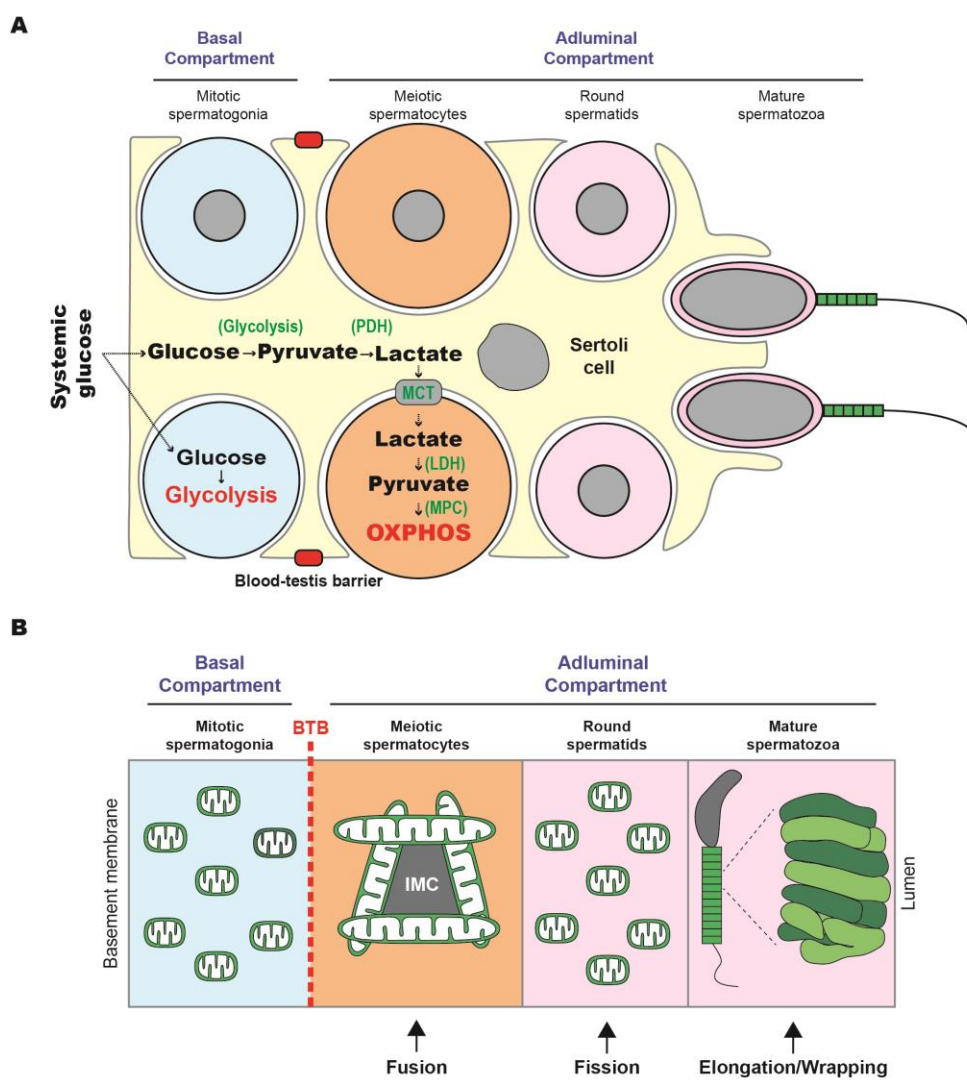 A
Basal
Compartment
Adluminal
Compartment
Mitotic
spermatogonia
Meiotic
spermatocytes
Round
spermatids
Mature
spermatozoa
Systemic
glucose
(Glycolysis)
(PDH)
Glucose→Pyruvate→Lactate
Sertoli
cell
MCT
Lactate
(LDH)
Pyruvate
(MPC)
OXPHOS
Glucose
Glycolysis
Blood-testis barrier
B
Basal
Compartment
Adluminal
Compartment
Mitotic
spermatogonia
BTB
Meiotic
spermatocytes
Round
spermatids
Mature
spermatozoa
Basement membrane
IMC
Lumen
Fusion
Fission
Elongation/Wrapping